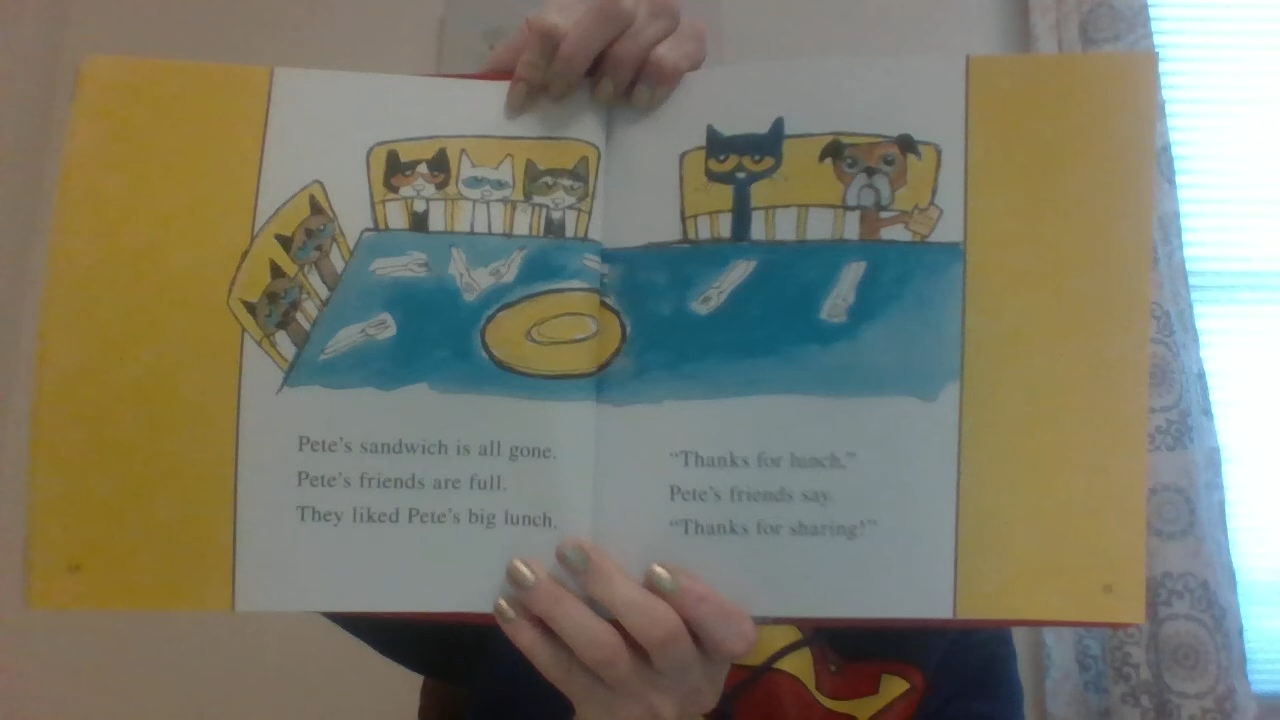 Pete's sandwich is all gone.
Pete's friends are full.
They liked Pete's big lunch.
"Thanks for lunch."
Pete's friends say.
"Thanks for sharing!"